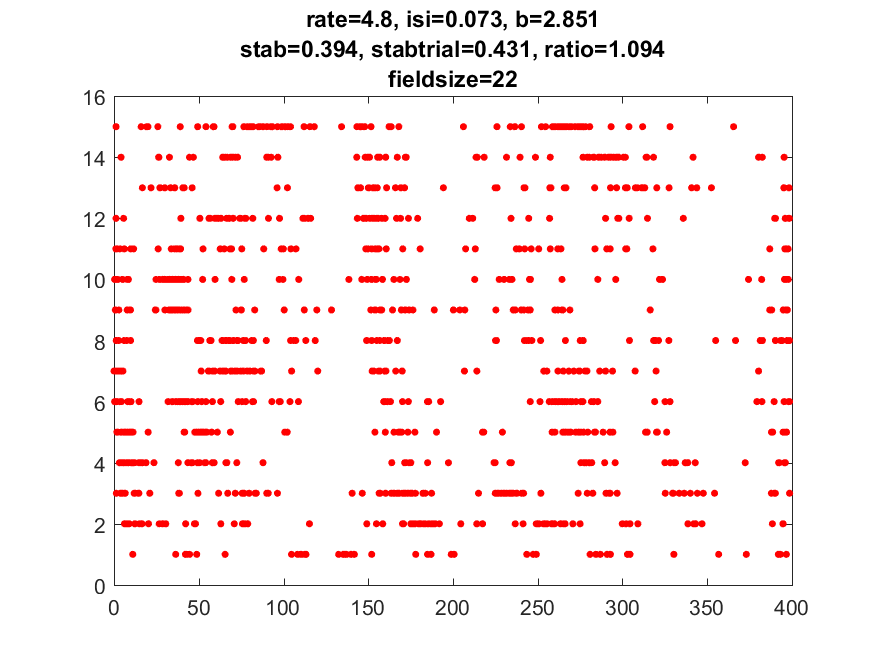 rate=4.8, isi=0.073, b=2.851
stab=0.394, stabtrial=0.431, ratio=1.094
fieldsize=22
16
14
12
10
8
6
4
2
0
0 50 100 150 200 250 300 350 400